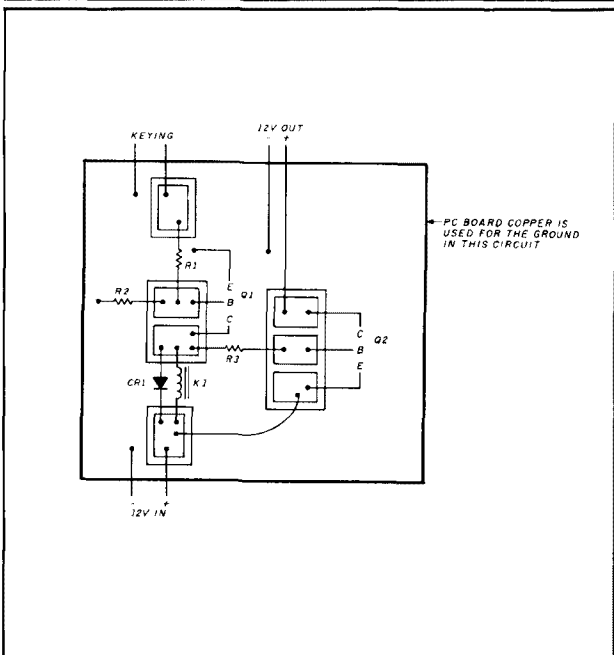 KEYING
12V OUT
- +
PC BOARD COPPER IS
USED FOR THE GROUND
IN THIS CIRCUIT
R1
E
R2
B
Q1
C
C
Q2
B
R3
E
CR1
K1
- +
12V IN